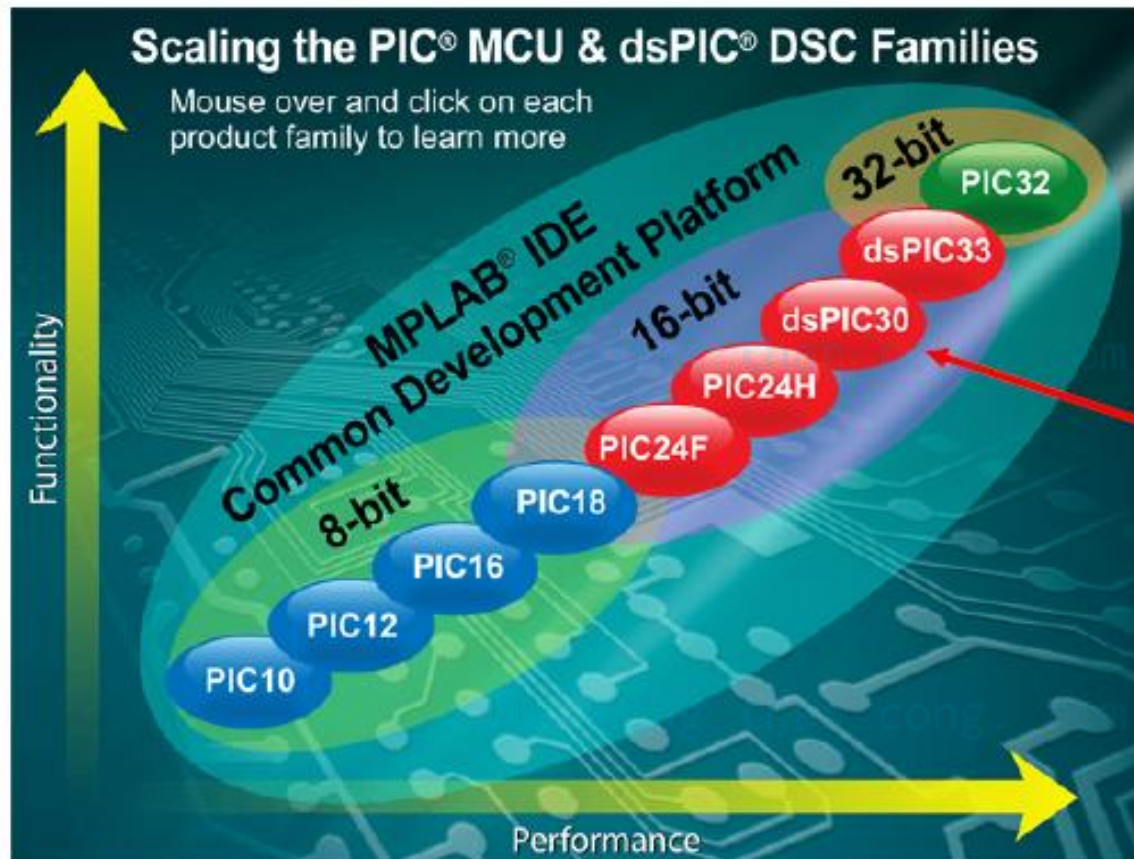 Scaling the PIC® MCU & dsPIC® DSC Families
Mouse over and click on each
product family to learn more
32-bit
PIC32
dsPIC33
MPLAB® IDE
Common Development Platform
16-bit
dsPIC30
PIC24H
PIC24F
8-bit
PIC18
PIC16
PIC12
PIC10
Functionality
Performance
cong